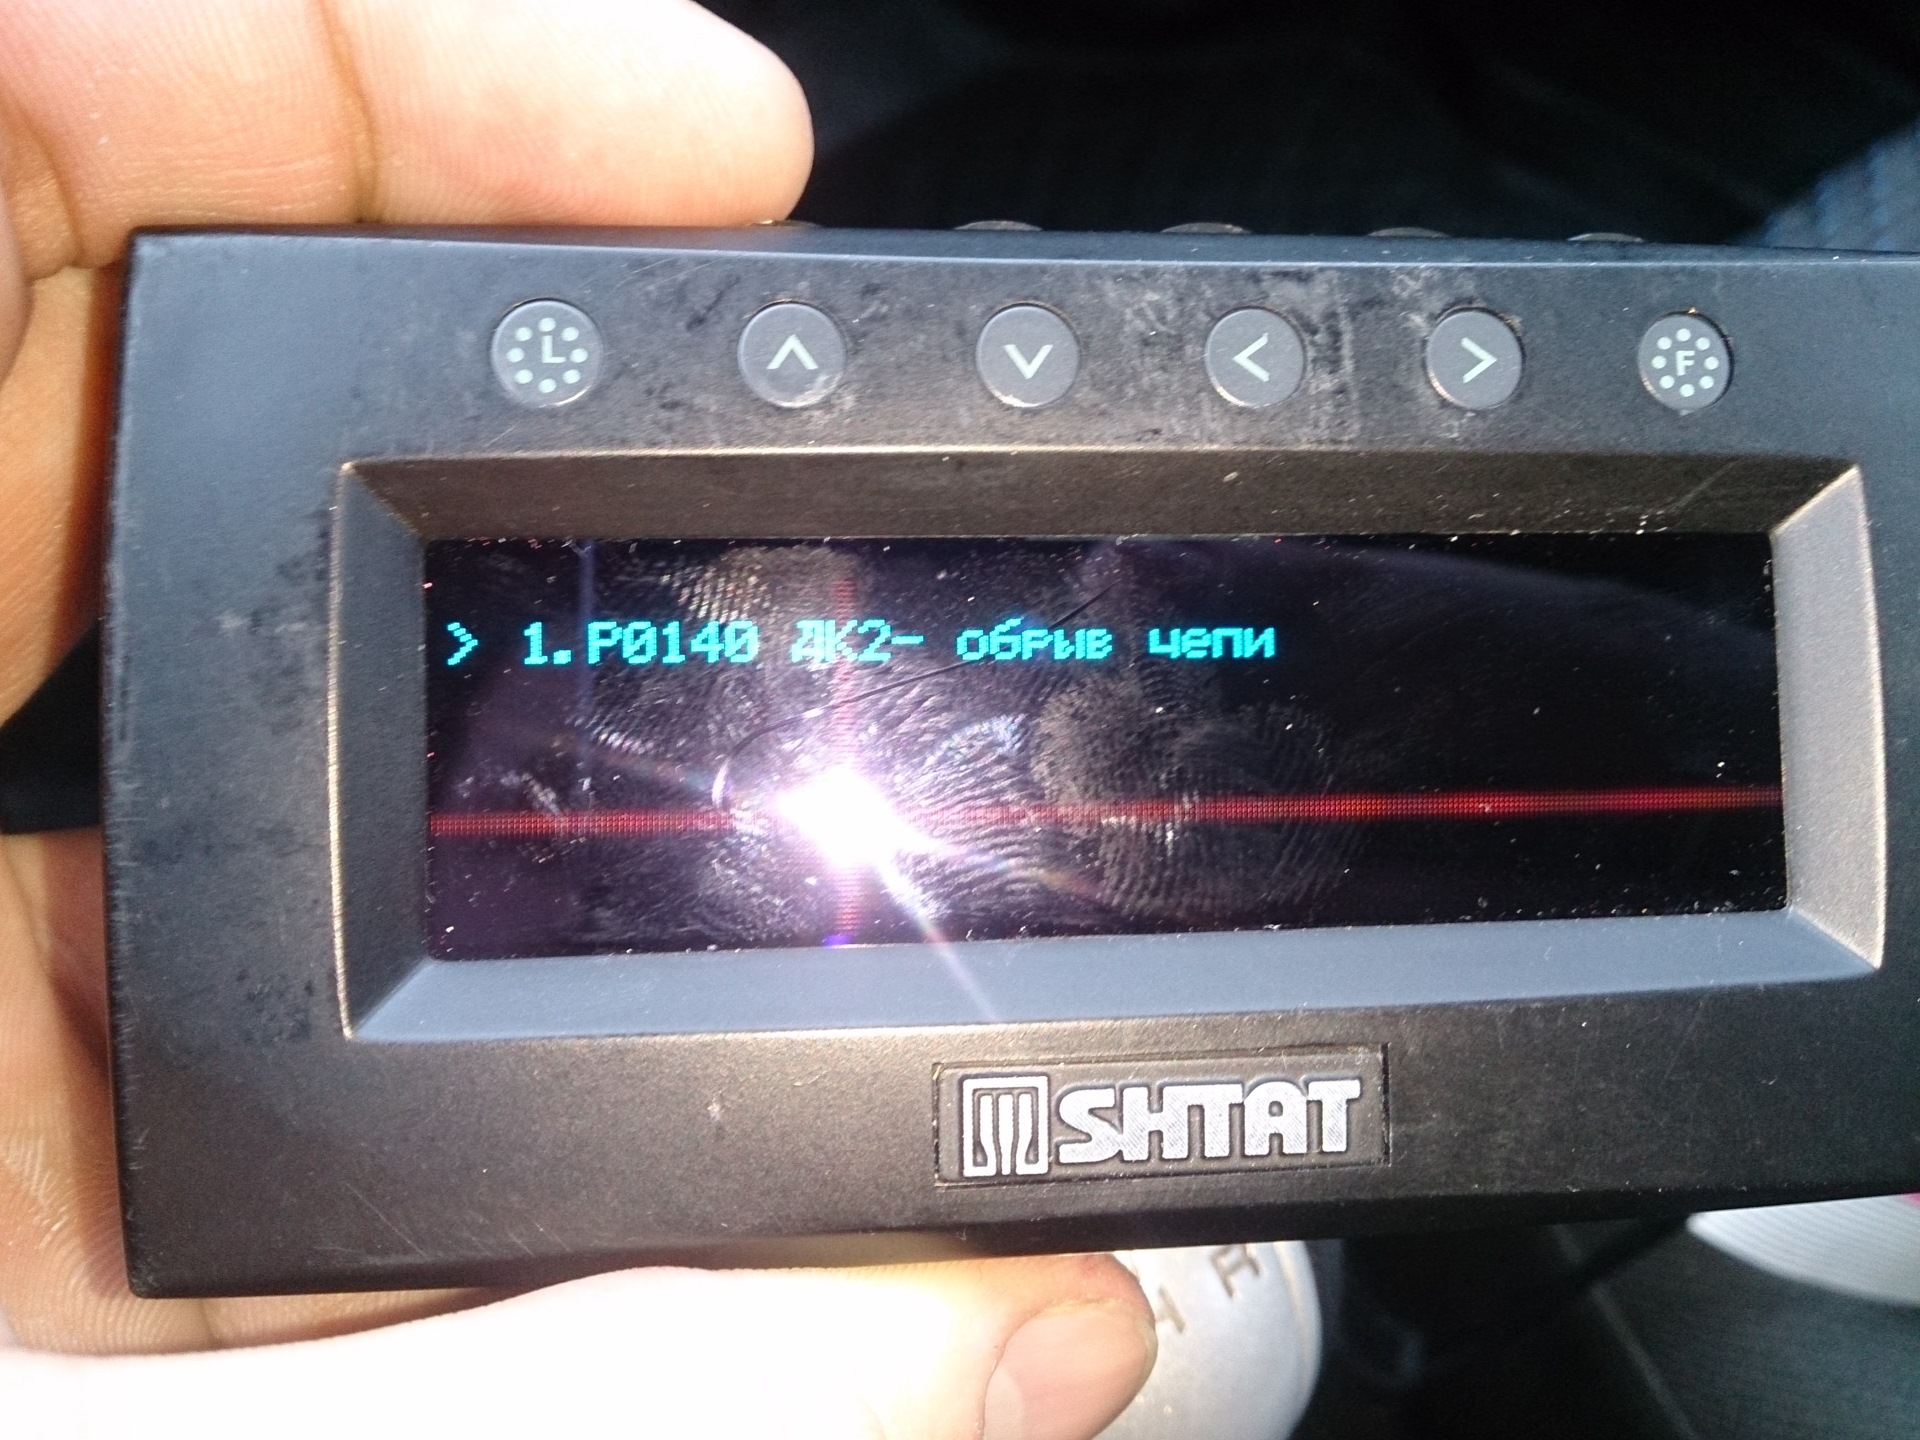 L ∧ ∨ < > F
> 1.P0140 ДК2- обрыв цепи
SHTAT